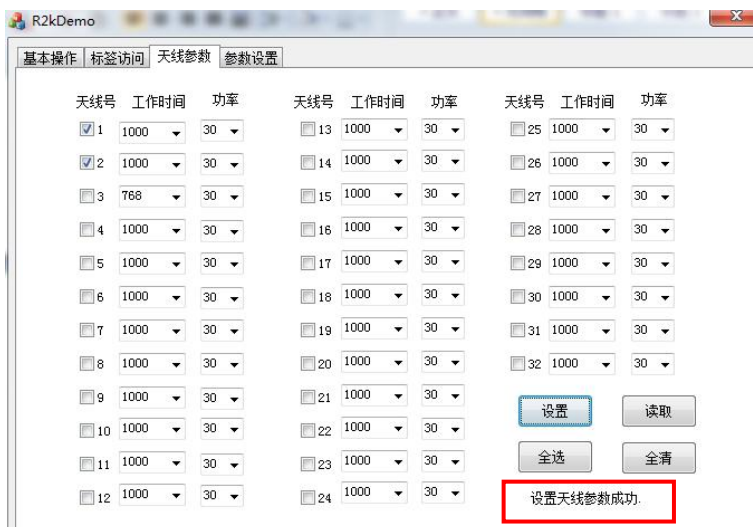 R2kDemo
基本操作 标签访问 天线参数 参数设置
天线号 工作时间 功率 天线号 工作时间 功率 天线号 工作时间 功率
1 1000 30 13 1000 30 25 1000 30
2 1000 30 14 1000 30 26 1000 30
3 768 30 15 1000 30 27 1000 30
4 1000 30 16 1000 30 28 1000 30
5 1000 30 17 1000 30 29 1000 30
6 1000 30 18 1000 30 30 1000 30
7 1000 30 19 1000 30 31 1000 30
8 1000 30 20 1000 30 32 1000 30
9 1000 30 21 1000 30
设置 读取
10 1000 30 22 1000 30
11 1000 30 23 1000 30
全选 全清
12 1000 30 24 1000 30
设置天线参数成功.